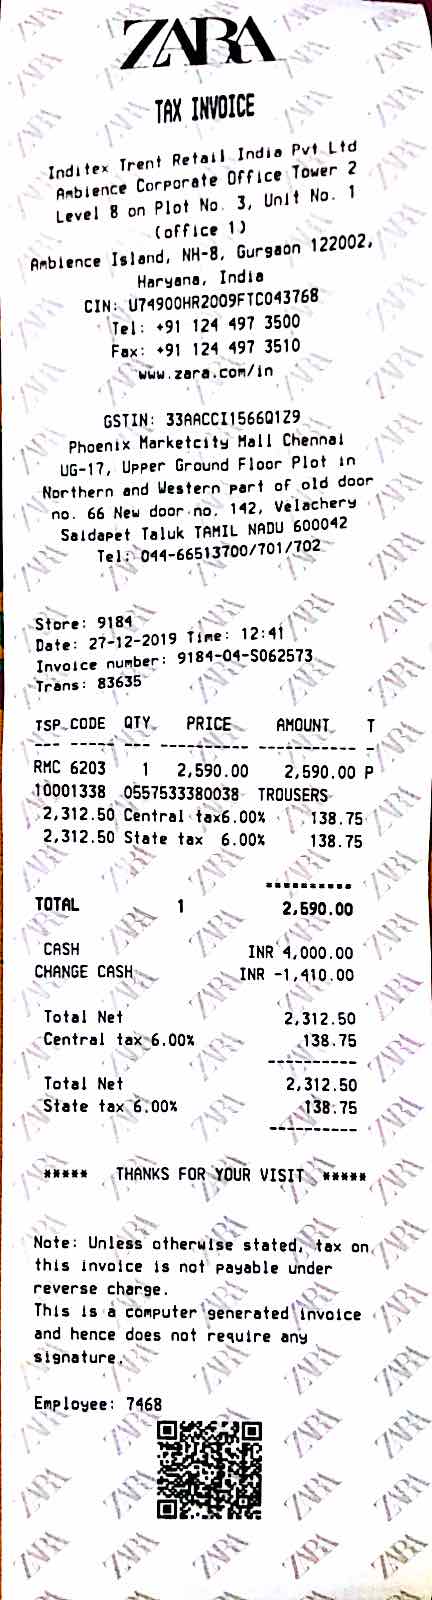 ZARA
TAX INVOICE
Inditex Trent Retail India Pvt Ltd
Ambience Corporate Office Tower 2
Level 8 on Plot No. 3, Unit No. 1
(office 1)
Ambience Island, NH-8, Gurgaon 122002,
Haryana, India
CIN: U74900HR2009FTC043768
Tel: +91 124 497 3500
Fax: +91 124 497 3510
www.zara.com/in
GSTIN: 33AACCI1566Q1Z9
Phoenix Marketcity Mall Chennai
UG-17, Upper Ground Floor Plot in
Northern and Western part of old door
no. 66 New door no. 142, Velachery
Saidapet Taluk TAMIL NADU 600042
Tel: 044-66513700/701/702
Store: 9184
Date: 27-12-2019 Time: 12:41
Invoice number: 9184-04-S062573
Trans: 83635
TSP CODE QTY PRICE AMOUNT T
--- ----- --- ---------- ----------- -
RMC 6203 1 2,590.00 2,590.00 P
10001338 0557533380038 TROUSERS
2,312.50 Central tax6.00% 138.75
2,312.50 State tax 6.00% 138.75
----------
TOTAL 1 2,590.00
CASH INR 4,000.00
CHANGE CASH INR -1,410.00
Total Net 2,312.50
Central tax 6.00% 138.75
----------
Total Net 2,312.50
State tax 6.00% 138.75
----------
***** THANKS FOR YOUR VISIT *****
Note: Unless otherwise stated, tax on
this invoice is not payable under
reverse charge.
This is a computer generated invoice
and hence does not require any
signature.
Employee: 7468